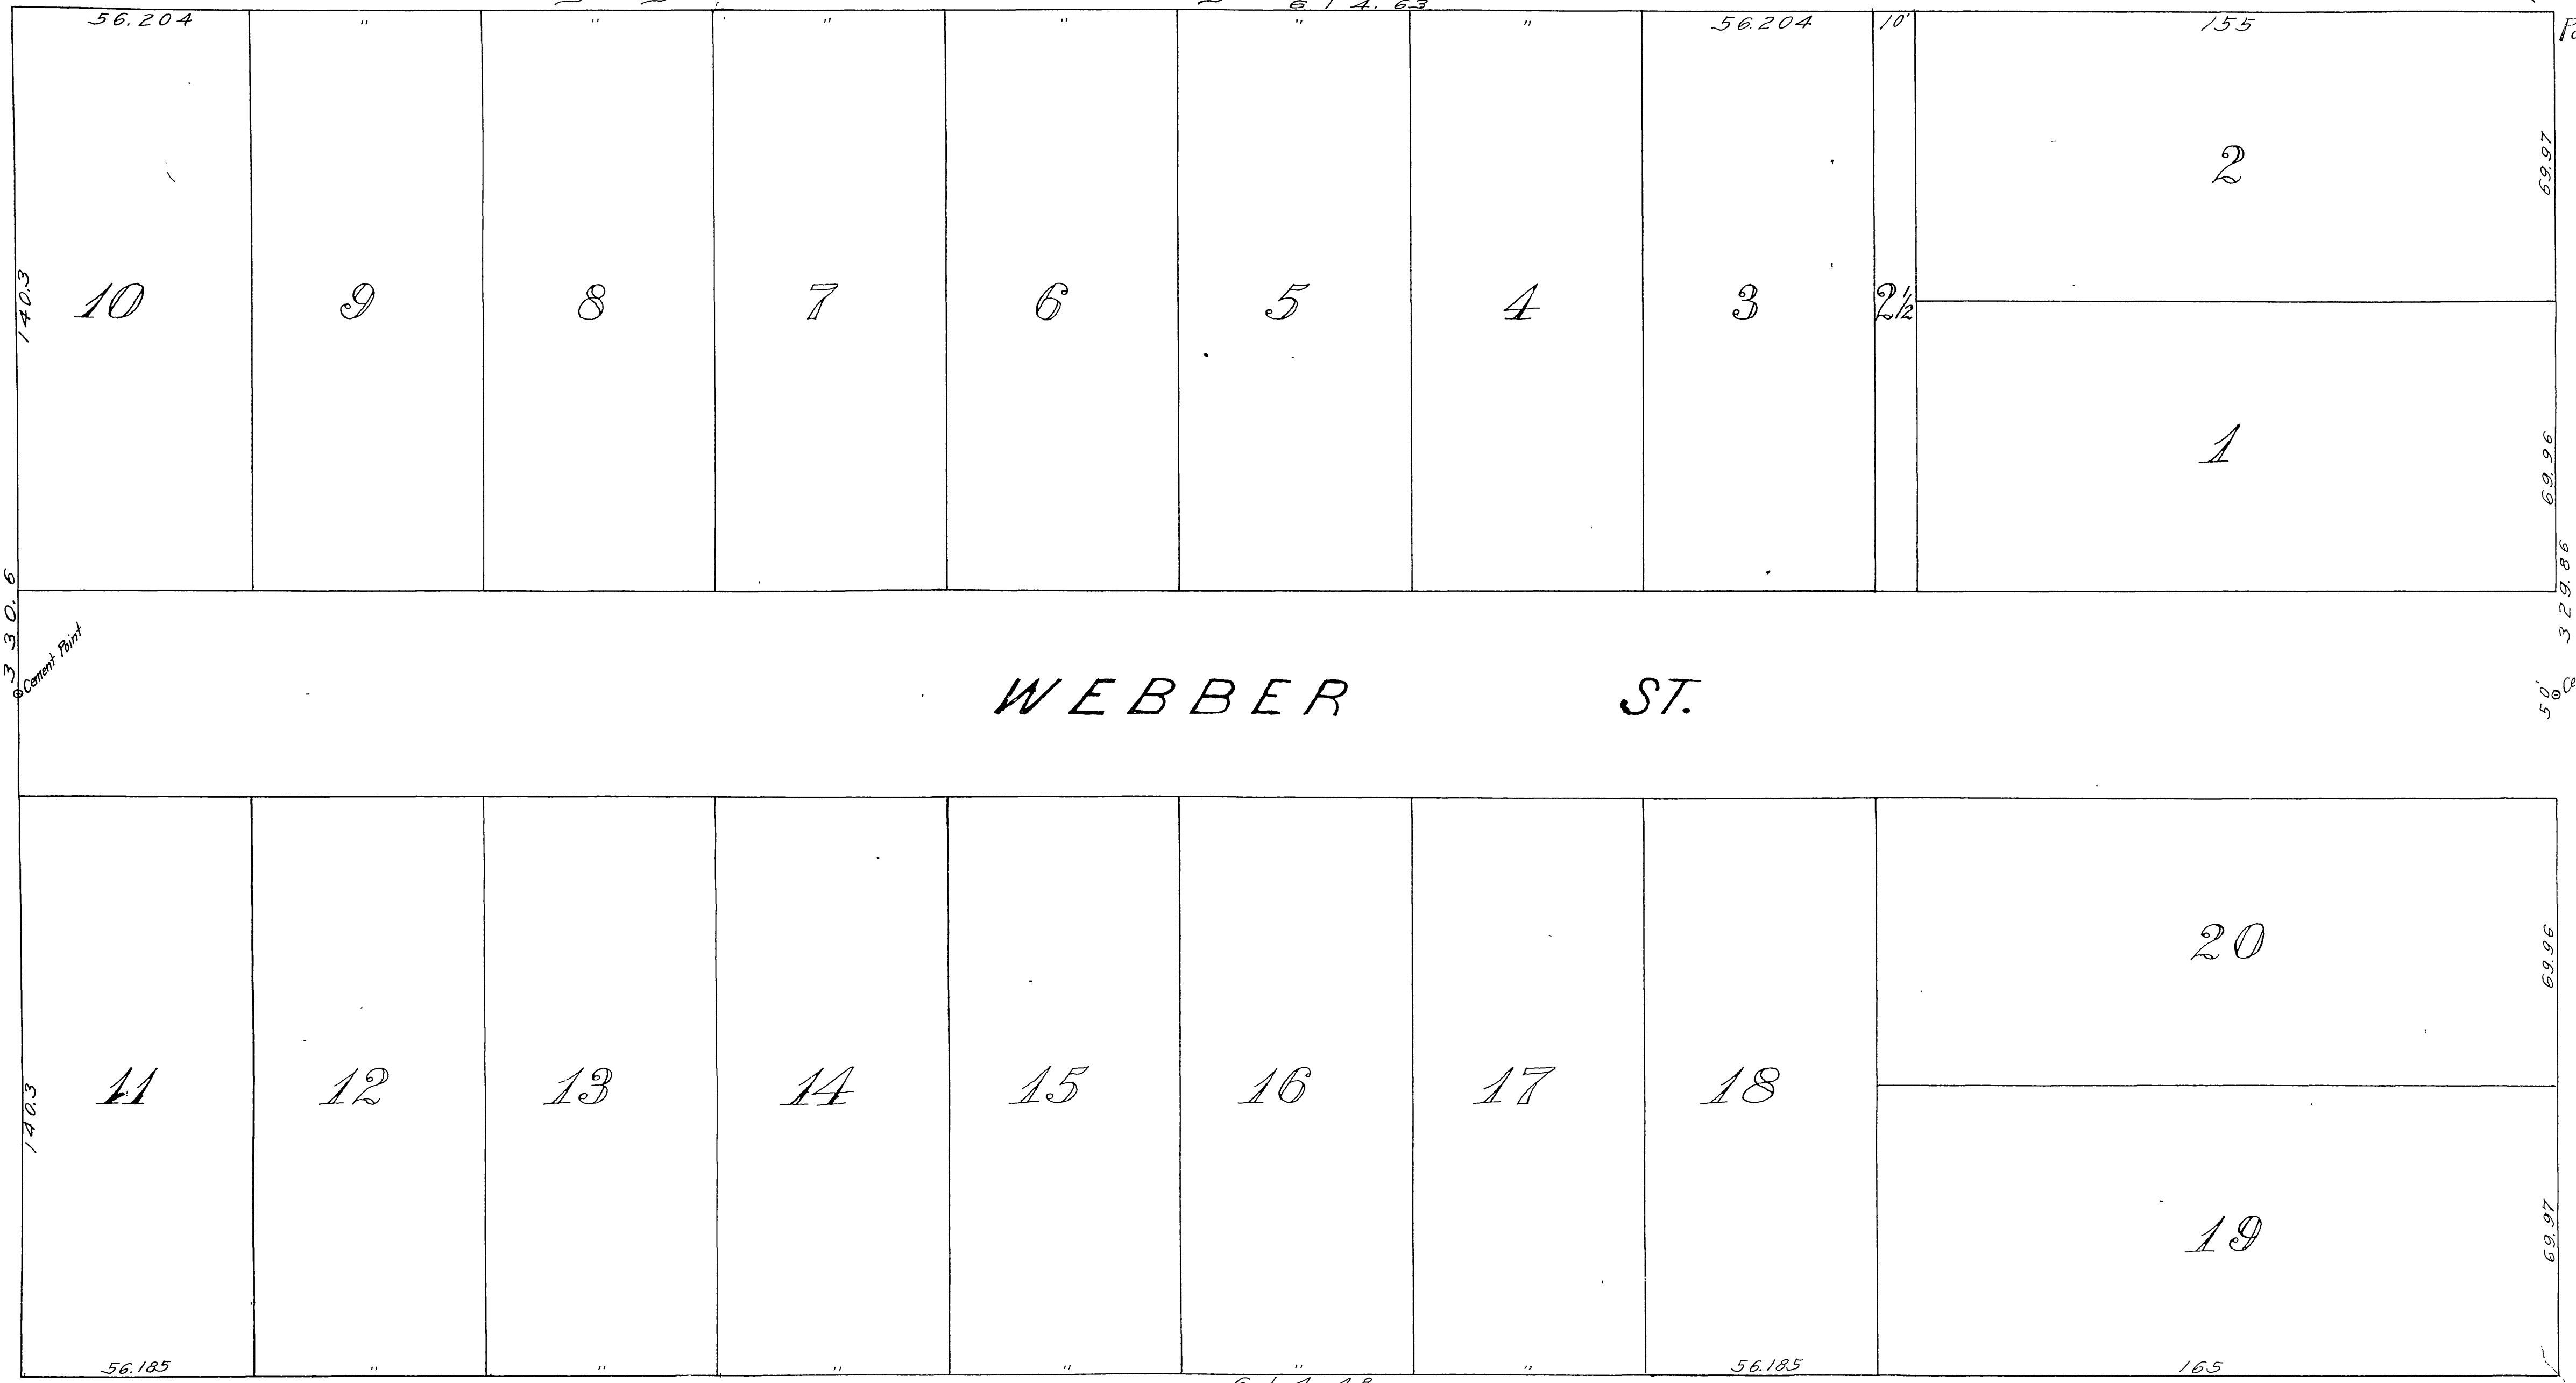 614.63
56.204 " " " " " " 56.204 10' 155
69.97
2
140.3
10 9 8 7 6 5 4 3 2½
1
69.96
330.6
329.86
Cement Point
WEBBER ST.
50'
20
69.96
11 12 13 14 15 16 17 18
140.3
19
69.97
56.185 " " " " " " 56.185 165